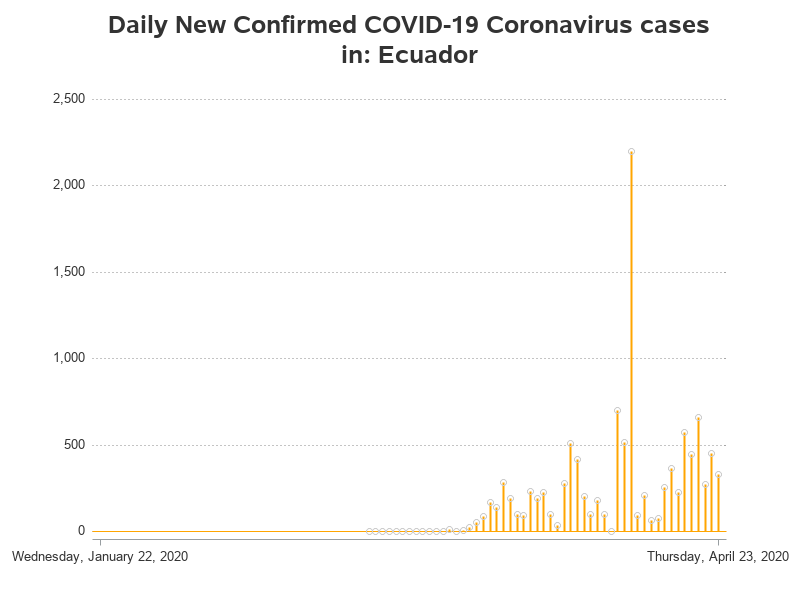 Daily New Confirmed COVID-19 Coronavirus cases
in: Ecuador
2,500
2,000
1,500
1,000
500
0
Wednesday, January 22, 2020
Thursday, April 23, 2020